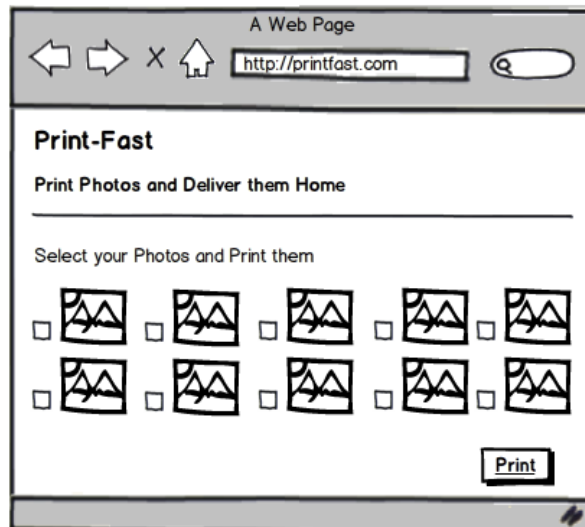 A Web Page
http://printfast.com
Print-Fast
Print Photos and Deliver them Home
Select your Photos and Print them
Print